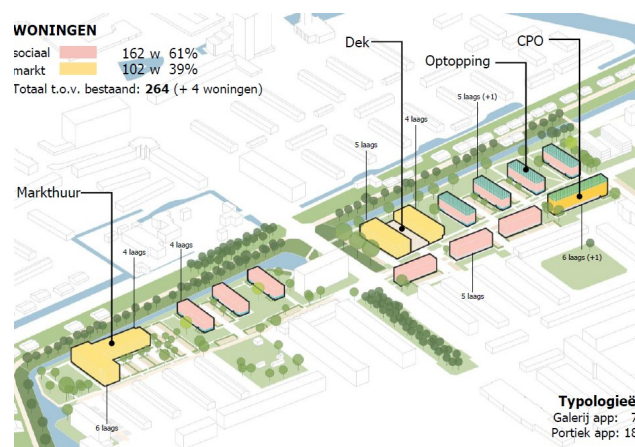 WONINGEN
sociaal 162 w 61%
markt 102 w 39%
Totaal t.o.v. bestaand: 264 (+ 4 woningen)
Dek
CPO
Optopping
5 laags (+1)
4 laags
5 laags
Markthuur
4 laags
4 laags
6 laags (+1)
5 laags
6 laags
Typologieë
Galerij app: 7
Portiek app: 18